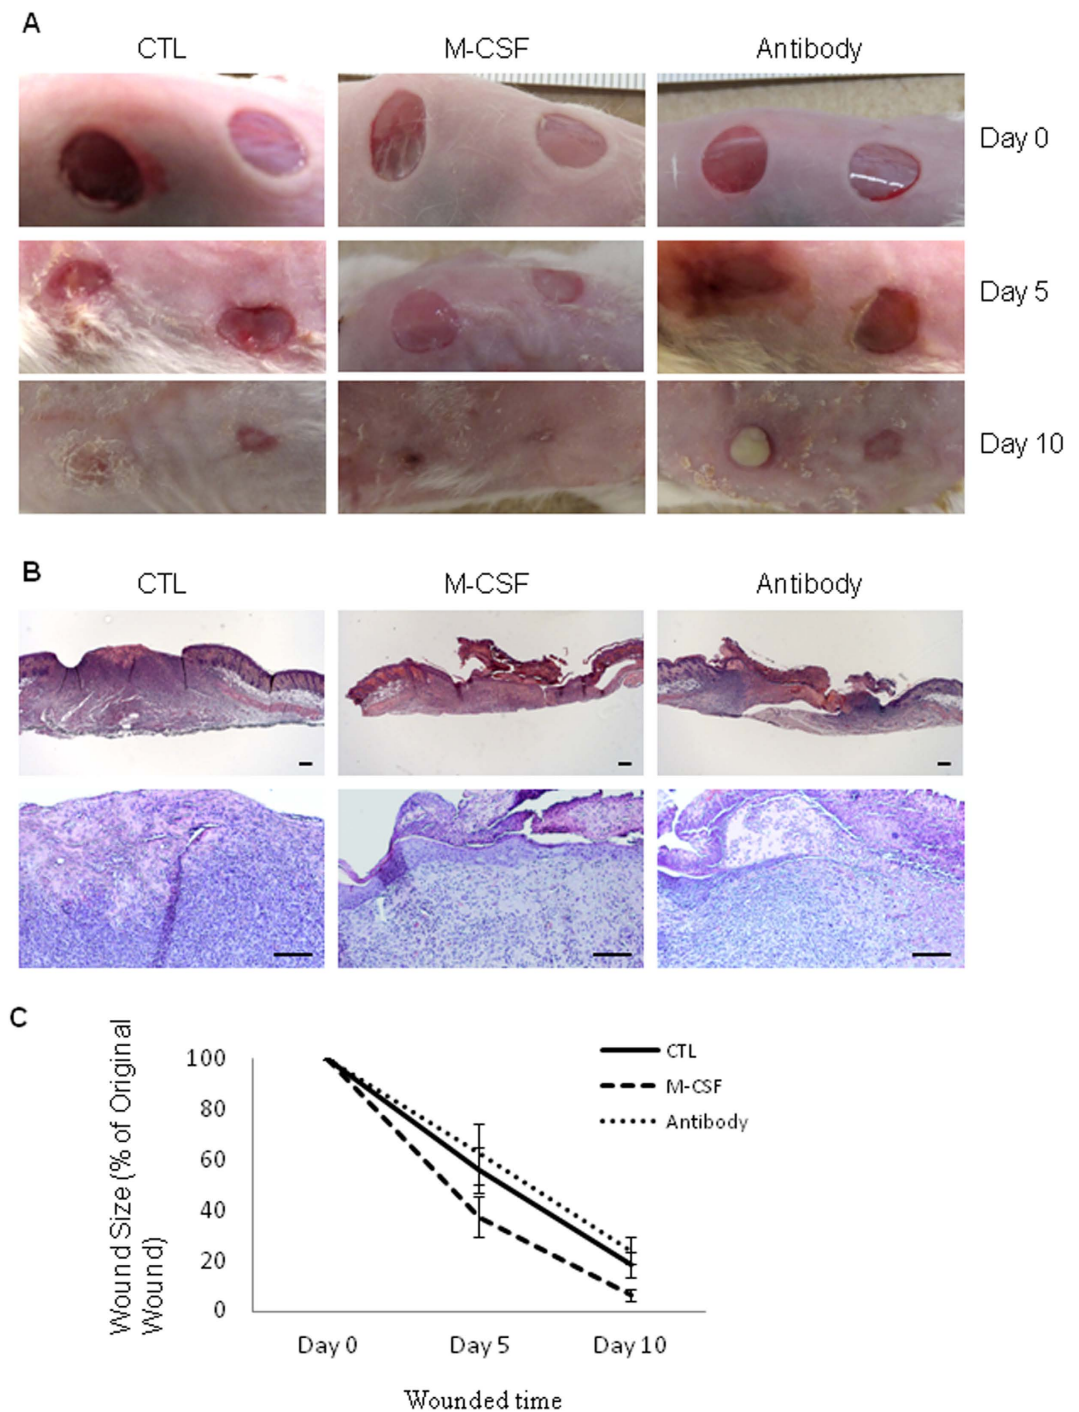 A
CTL M-CSF Antibody
Day 0
Day 5
Day 10
B
CTL M-CSF Antibody
C
Wound Size (% of Original
Wound)
100
80
60
40
20
0
CTL
M-CSF
Antibody
Day 0 Day 5 Day 10
Wounded time